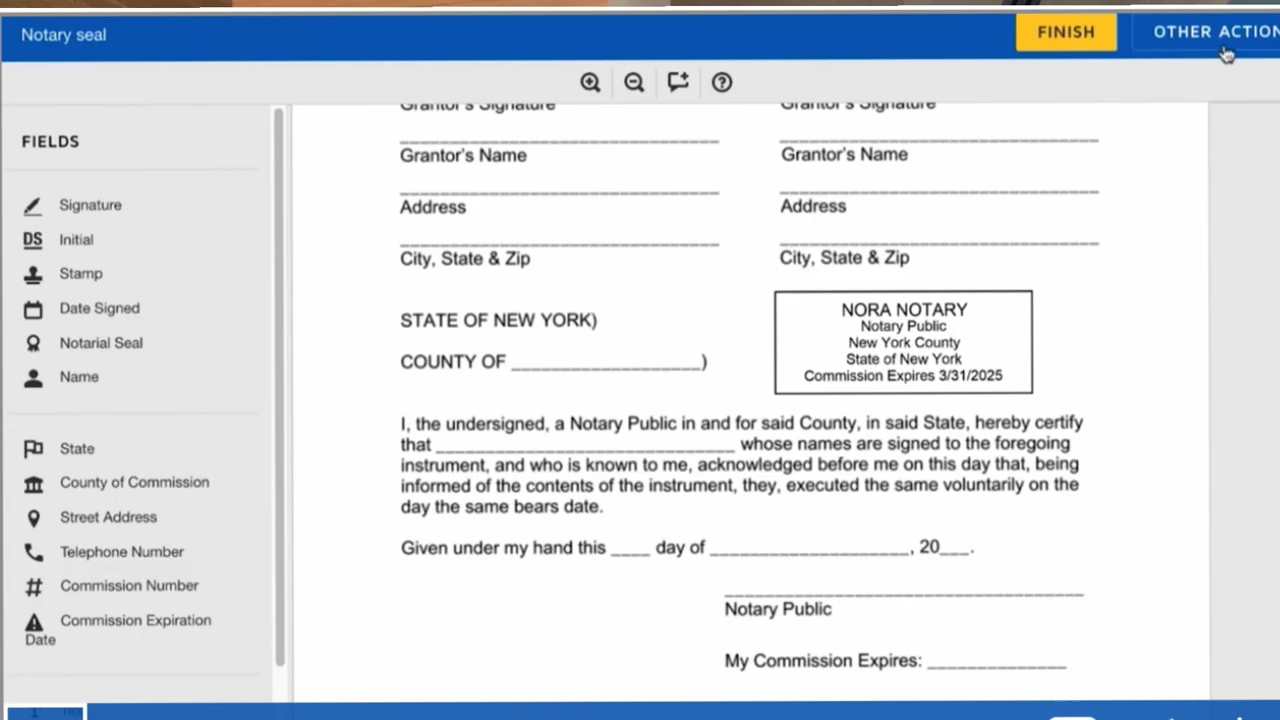 Notary seal
FINISH
OTHER ACTION
FIELDS
Signature
DS Initial
Stamp
Date Signed
Notarial Seal
Name
State
County of Commission
Street Address
Telephone Number
# Commission Number
Commission Expiration
Date
Grantor's Signature Grantor's Signature
Grantor's Name Grantor's Name
Address Address
City, State & Zip City, State & Zip
STATE OF NEW YORK)
COUNTY OF ___________________)
NORA NOTARY
Notary Public
New York County
State of New York
Commission Expires 3/31/2025
I, the undersigned, a Notary Public in and for said County, in said State, hereby certify
that ______________________________ whose names are signed to the foregoing
instrument, and who is known to me, acknowledged before me on this day that, being
informed of the contents of the instrument, they, executed the same voluntarily on the
day the same bears date.
Given under my hand this ____ day of ____________________, 20___.
Notary Public
My Commission Expires: ______________